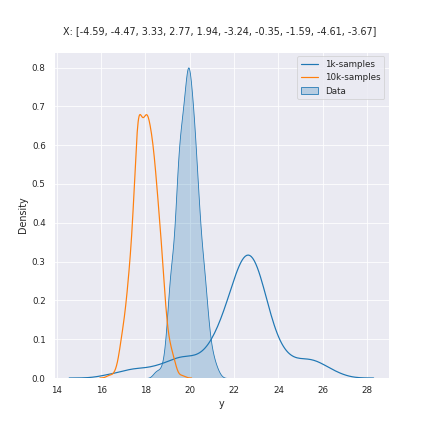 X: [-4.59, -4.47, 3.33, 2.77, 1.94, -3.24, -0.35, -1.59, -4.61, -3.67]
1k-samples
10k-samples
Data
0.8
0.7
0.6
0.5
0.4
0.3
0.2
0.1
0.0
Density
14 16 18 20 22 24 26 28
y